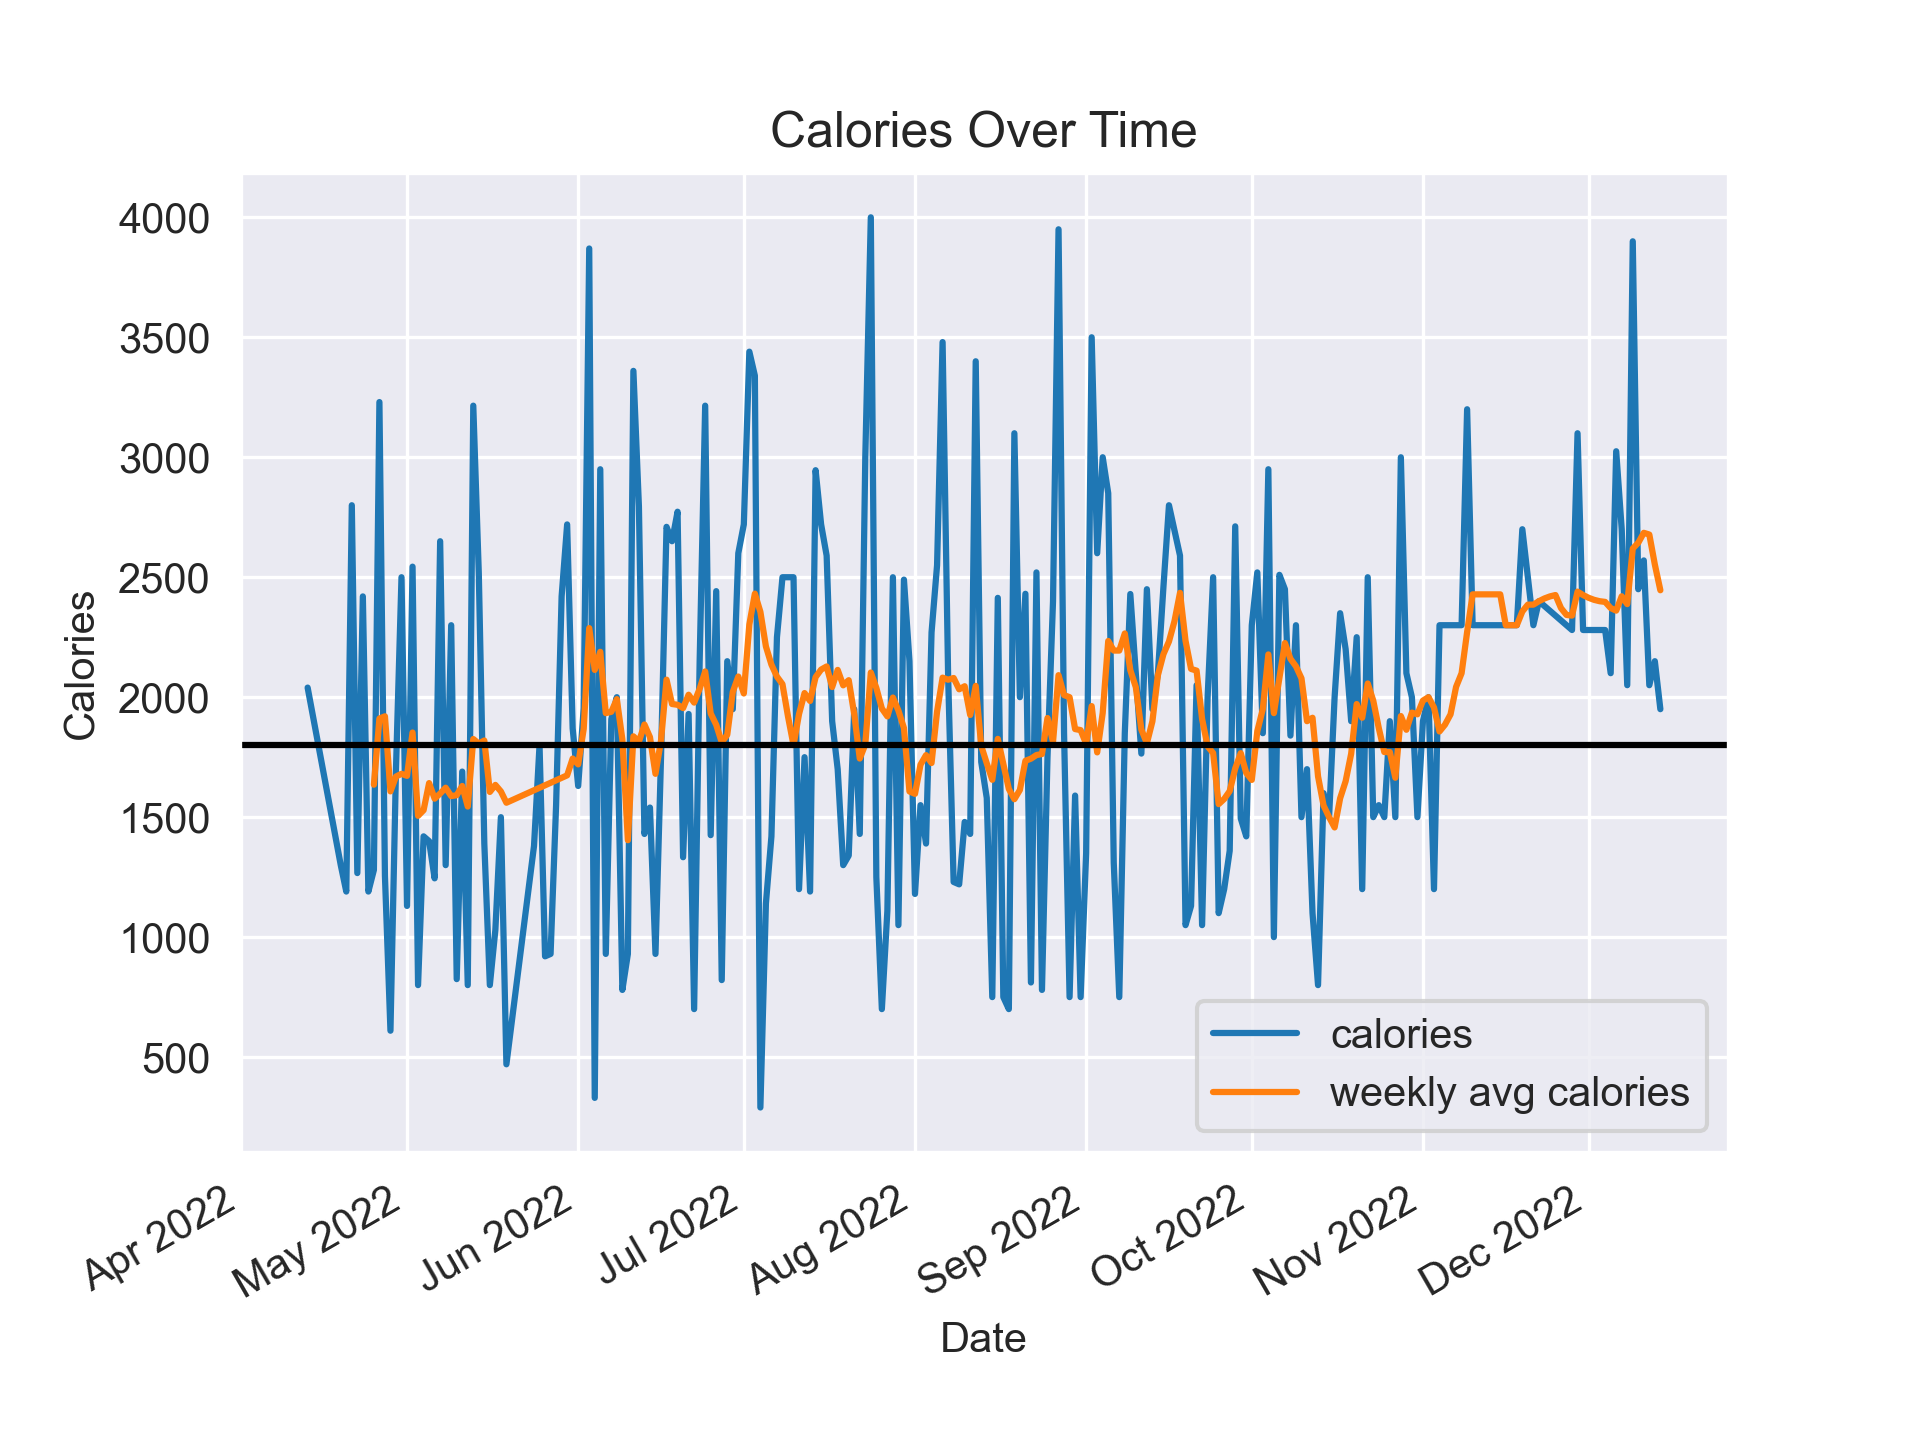 Calories Over Time
4000
3500
3000
2500
2000
1500
1000
500
Calories
calories
weekly avg calories
Apr 2022
May 2022
Jun 2022
Jul 2022
Aug 2022
Sep 2022
Oct 2022
Nov 2022
Dec 2022
Date